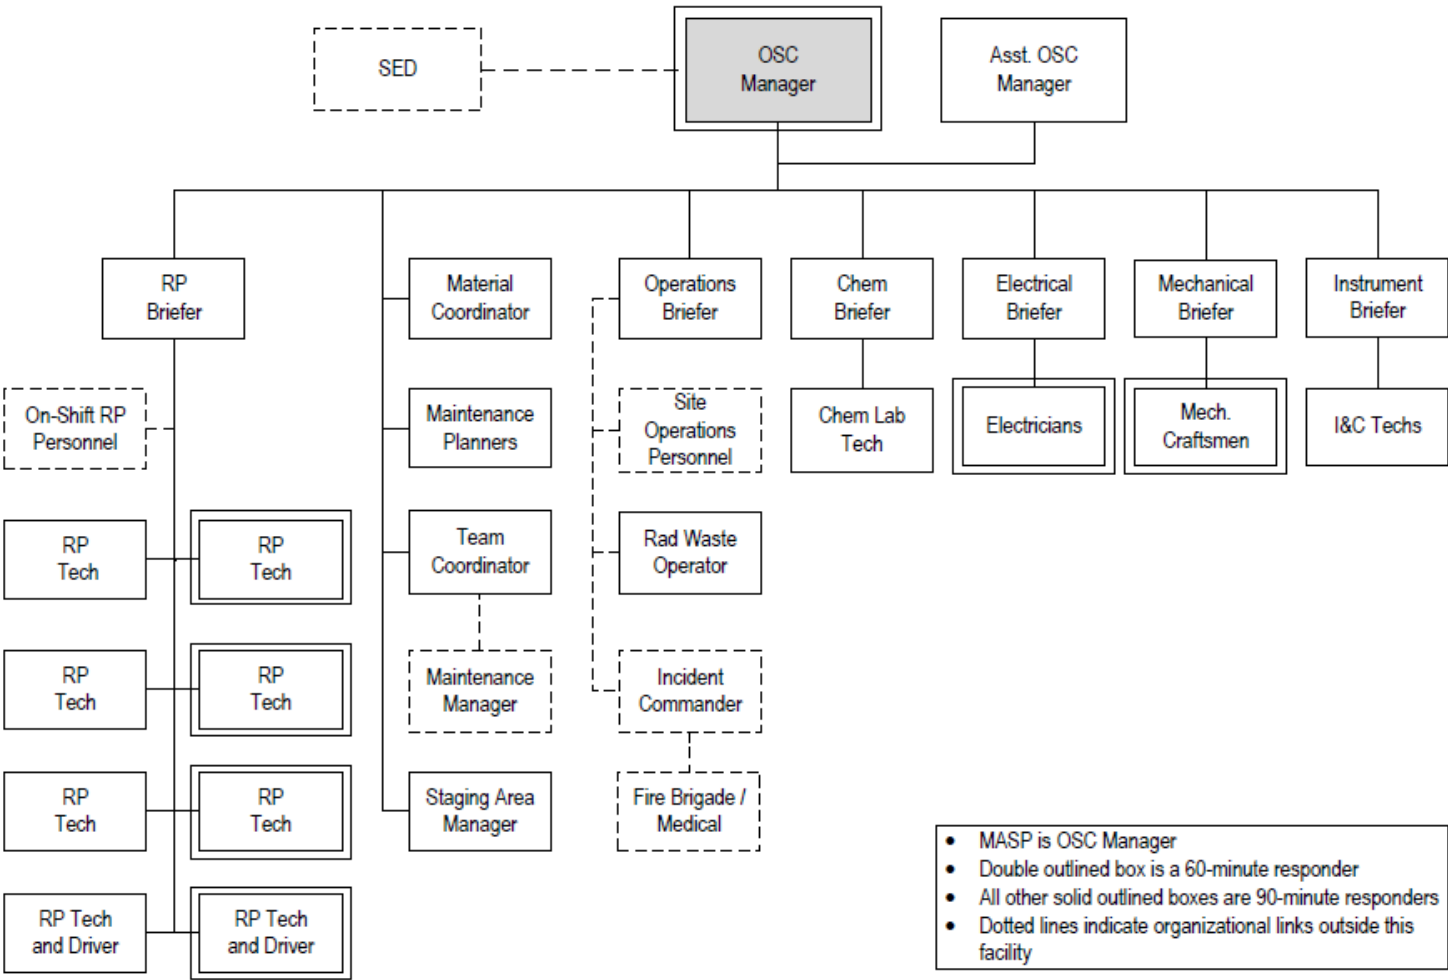 SED
OSC
Manager
Asst. OSC
Manager
RP
Briefer
Material
Coordinator
Operations
Briefer
Chem
Briefer
Electrical
Briefer
Mechanical
Briefer
Instrument
Briefer
On-Shift RP
Personnel
Maintenance
Planners
Site
Operations
Personnel
Chem Lab
Tech
Electricians
Mech.
Craftsmen
I&C Techs
RP
Tech
RP
Tech
Team
Coordinator
Rad Waste
Operator
RP
Tech
RP
Tech
Maintenance
Manager
Incident
Commander
RP
Tech
RP
Tech
Staging Area
Manager
Fire Brigade /
Medical
RP Tech
and Driver
RP Tech
and Driver
• MASP is OSC Manager
• Double outlined box is a 60-minute responder
• All other solid outlined boxes are 90-minute responders
• Dotted lines indicate organizational links outside this
facility